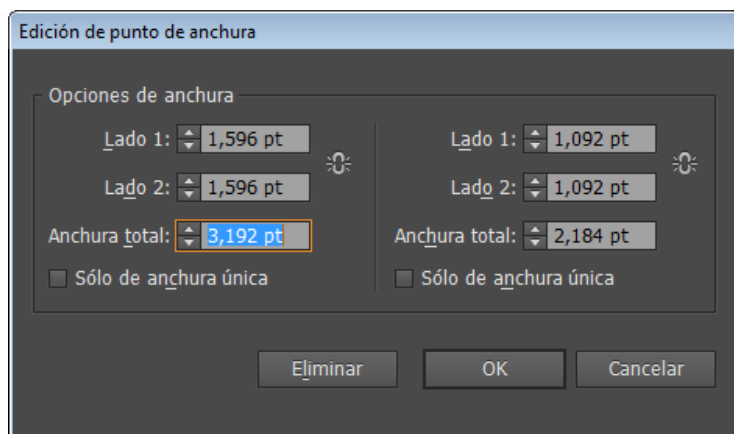 Edición de punto de anchura
Opciones de anchura
Lado 1: 1,596 pt
Lado 2: 1,596 pt
Anchura total: 3,192 pt
Sólo de anchura única
Lado 1: 1,092 pt
Lado 2: 1,092 pt
Anchura total: 2,184 pt
Sólo de anchura única
Eliminar OK Cancelar